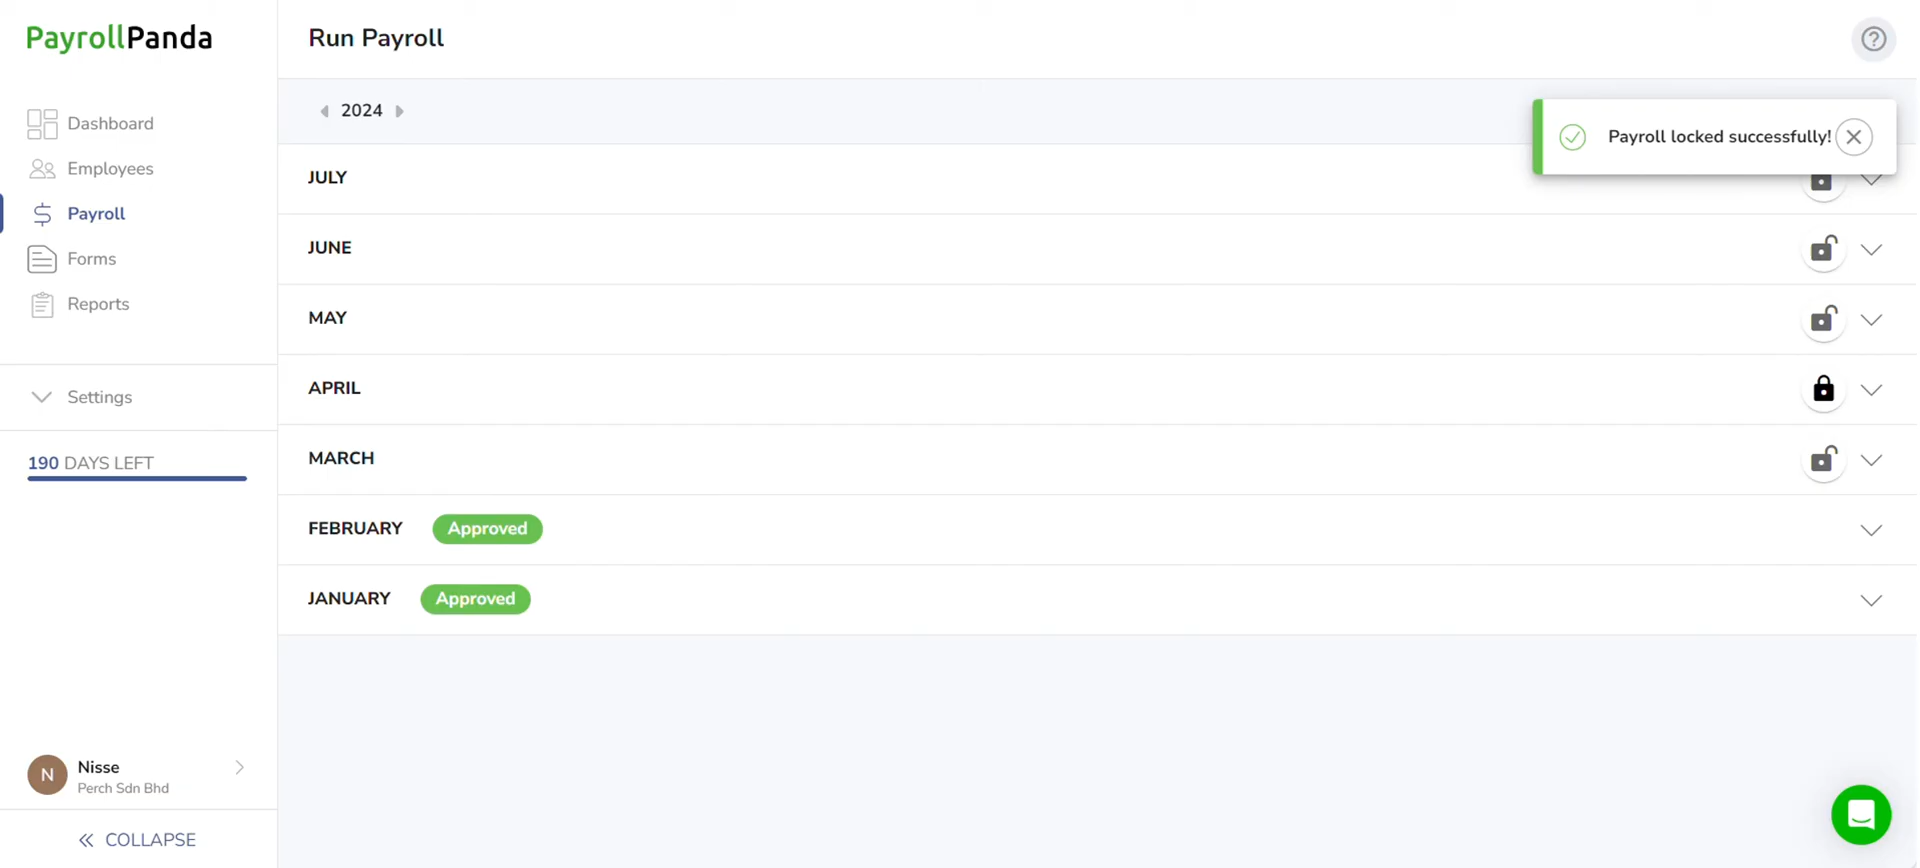 PayrollPanda
Run Payroll
Dashboard
Employees
Payroll
Forms
Reports
Settings
190 DAYS LEFT
2024
Payroll locked successfully!
JULY
JUNE
MAY
APRIL
MARCH
FEBRUARY Approved
JANUARY Approved
N
Nisse
Perch Sdn Bhd
COLLAPSE